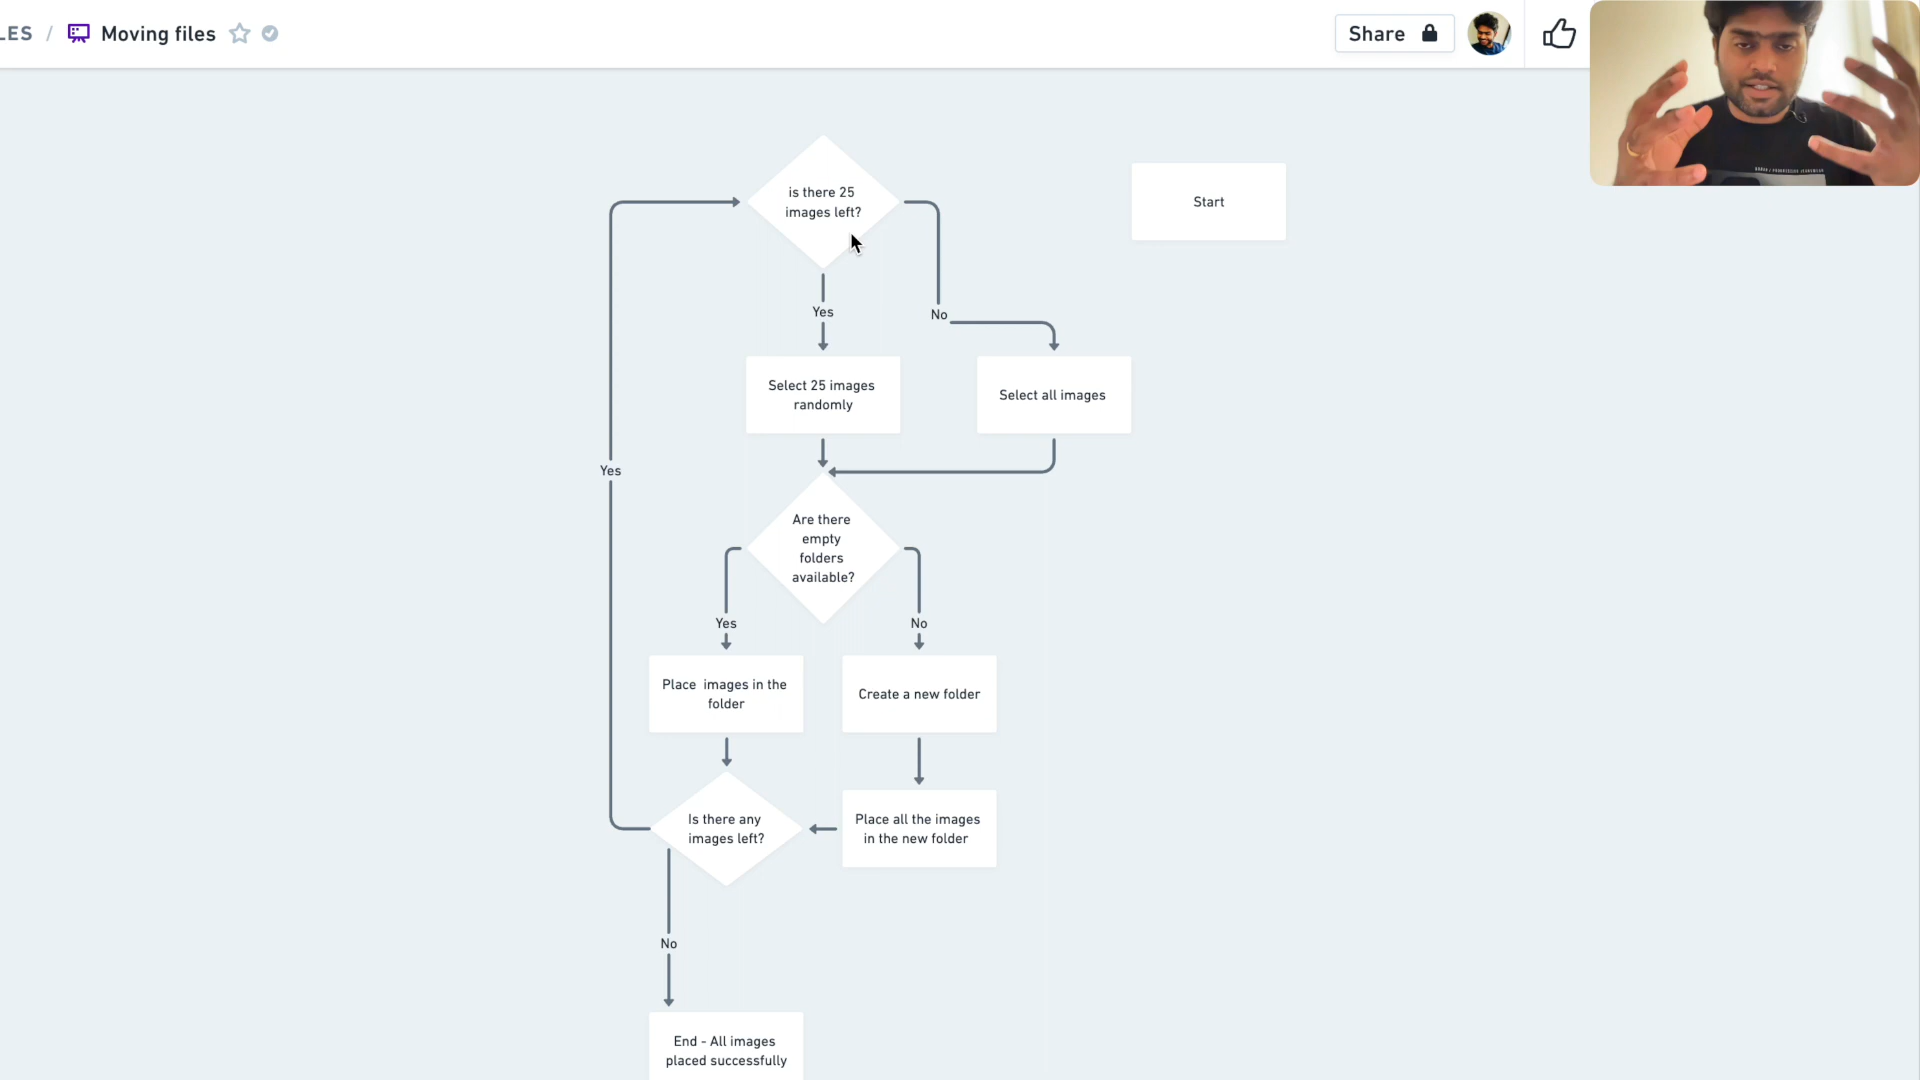 LES / Moving files
Share
is there 25
images left?
Start
Yes
No
Select 25 images
randomly
Select all images
Yes
Are there
empty
folders
available?
Yes
No
Place  images in the
folder
Create a new folder
Is there any
images left?
Place all the images
in the new folder
No
End - All images
placed successfully